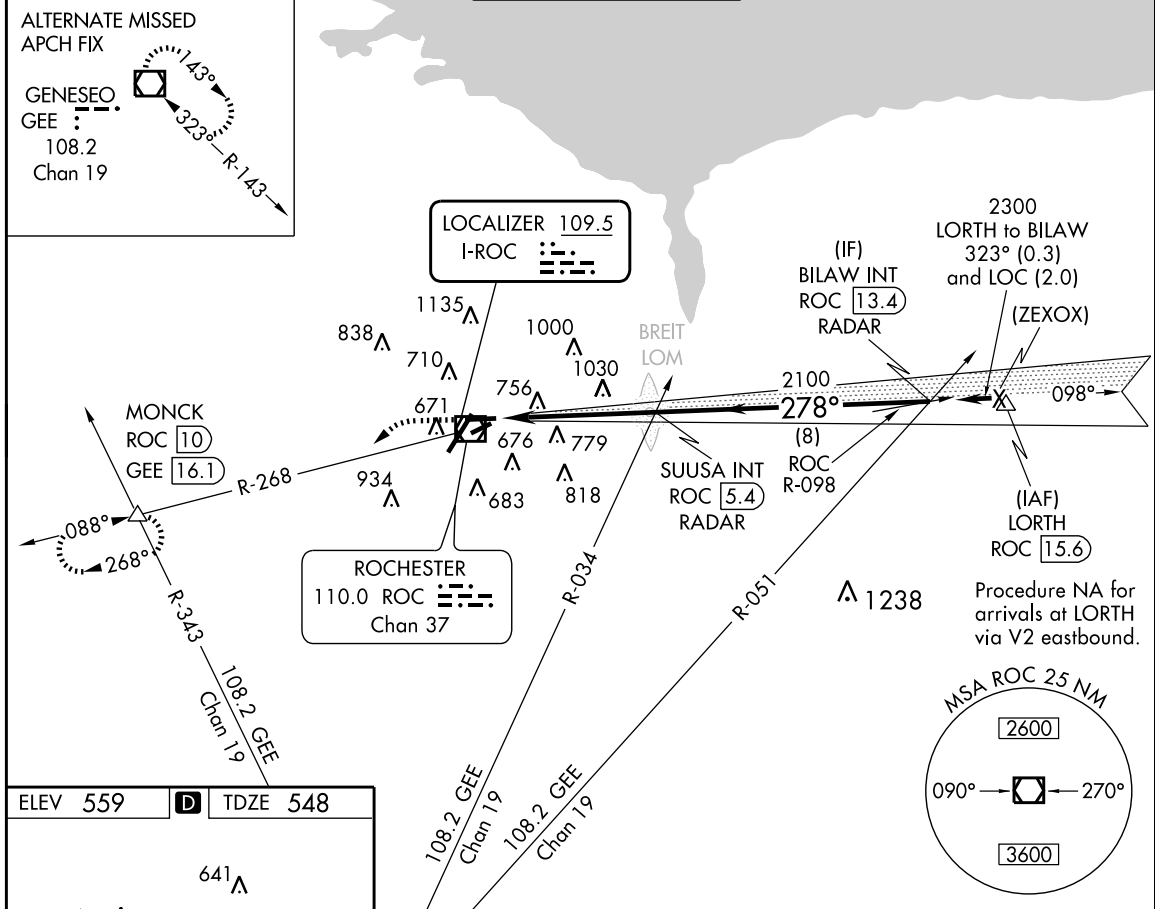 ALTERNATE MISSED
APCH FIX
GENESEO
GEE
108.2
Chan 19
143°
323°
R-143
LOCALIZER 109.5
I-ROC
2300
LORTH to BILAW
323° (0.3)
and LOC (2.0)
(IF)
BILAW INT
ROC 13.4
RADAR
(ZEXOX)
1135
838
710
1000
1030
BREIT
LOM
756
671
676
779
934
683
818
2100
278°
098°
(8)
ROC
R-098
MONCK
ROC 10
GEE 16.1
R-268
088°
268°
R-343
108.2 GEE
Chan 19
SUUSA INT
ROC 5.4
RADAR
(IAF)
LORTH
ROC 15.6
ROCHESTER
110.0 ROC
Chan 37
R-034
108.2 GEE
Chan 19
R-051
108.2 GEE
Chan 19
1238
Procedure NA for
arrivals at LORTH
via V2 eastbound.
MSA ROC 25 NM
2600
090°
270°
3600
ELEV 559 D TDZE 548
641